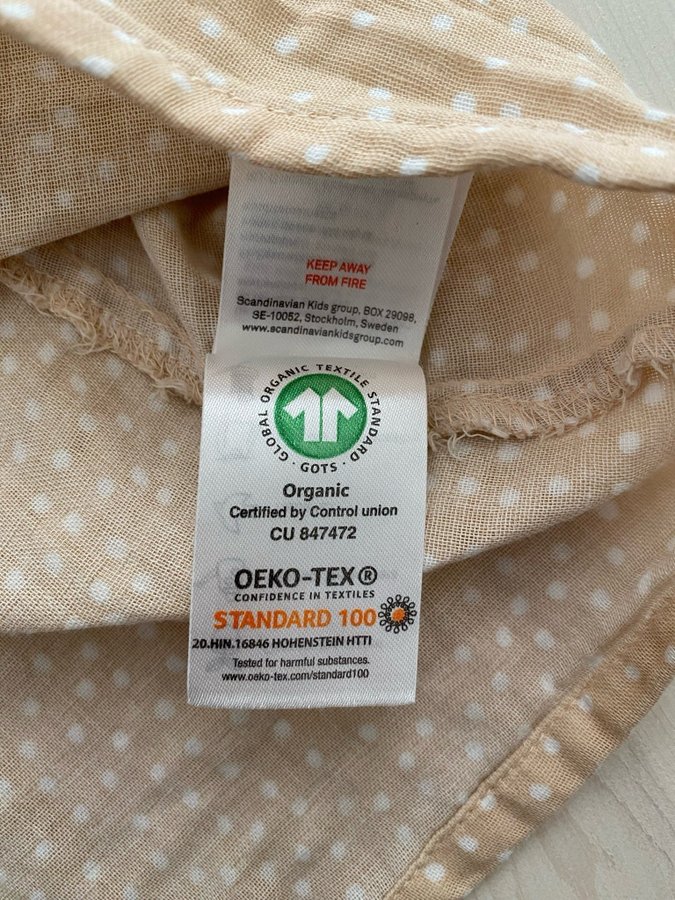 KEEP AWAY
FROM FIRE
Scandinavian Kids group, BOX 29098,
SE-10052, Stockholm, Sweden
www.scandinaviankidsgroup.com
GLOBAL ORGANIC TEXTILE STANDARD
· GOTS ·
Organic
Certified by Control union
CU 847472
OEKO-TEX®
CONFIDENCE IN TEXTILES
STANDARD 100
20.HIN.16846 HOHENSTEIN HTTI
Tested for harmful substances.
www.oeko-tex.com/standard100